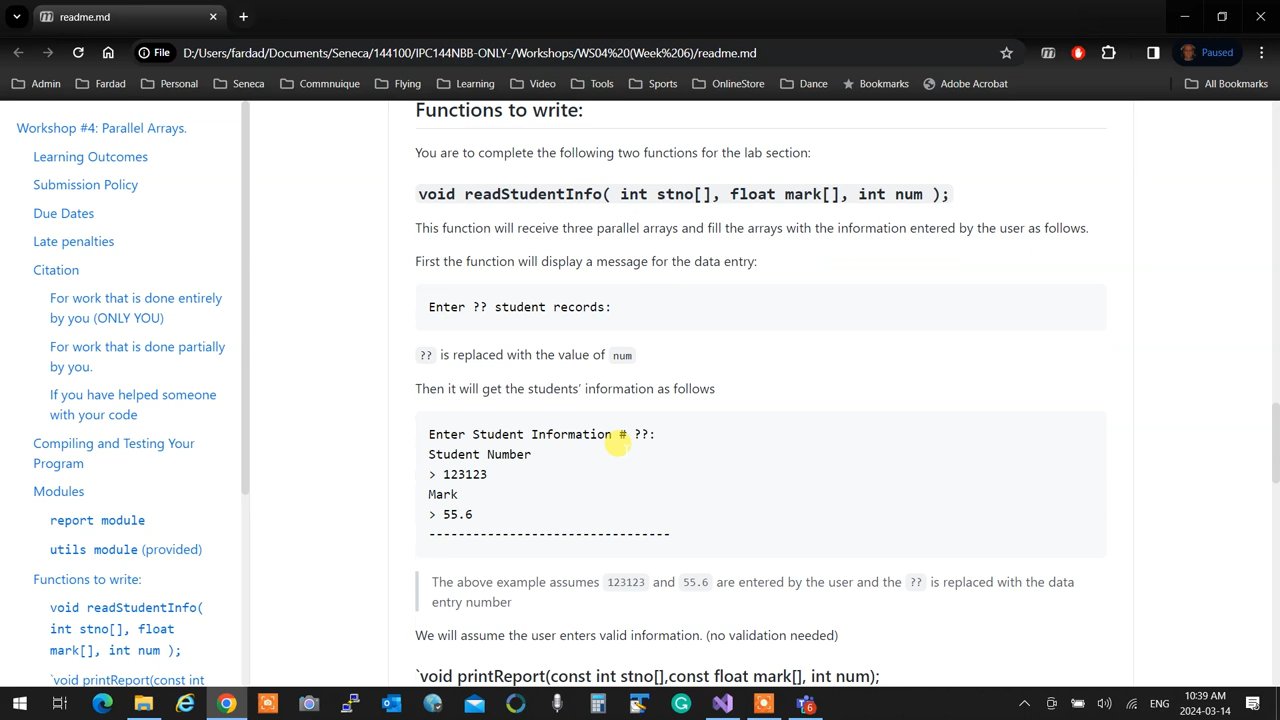 readme.md
File
D:/Users/fardad/Documents/Seneca/144100/IPC144NBB-ONLY-/Workshops/WS04%20(Week%206)/readme.md
Paused
Admin
Fardad
Personal
Seneca
Commnuique
Flying
Learning
Video
Tools
Sports
OnlineStore
Dance
Bookmarks
Adobe Acrobat
All Bookmarks
Workshop #4: Parallel Arrays.
Learning Outcomes
Submission Policy
Due Dates
Late penalties
Citation
For work that is done entirely
by you (ONLY YOU)
For work that is done partially
by you.
If you have helped someone
with your code
Compiling and Testing Your
Program
Modules
report module
utils module (provided)
Functions to write:
void readStudentInfo(
int stno[], float
mark[], int num );
`void printReport(const int
Functions to write:
You are to complete the following two functions for the lab section:
void readStudentInfo( int stno[], float mark[], int num );
This function will receive three parallel arrays and fill the arrays with the information entered by the user as follows.
First the function will display a message for the data entry:
Enter ?? student records:
?? is replaced with the value of num
Then it will get the students’ information as follows
Enter Student Information # ??:
Student Number
> 123123
Mark
> 55.6
---------------------------------
The above example assumes 123123 and 55.6 are entered by the user and the ?? is replaced with the data
entry number
We will assume the user enters valid information. (no validation needed)
`void printReport(const int stno[],const float mark[], int num);
ENG
10:39 AM
2024-03-14